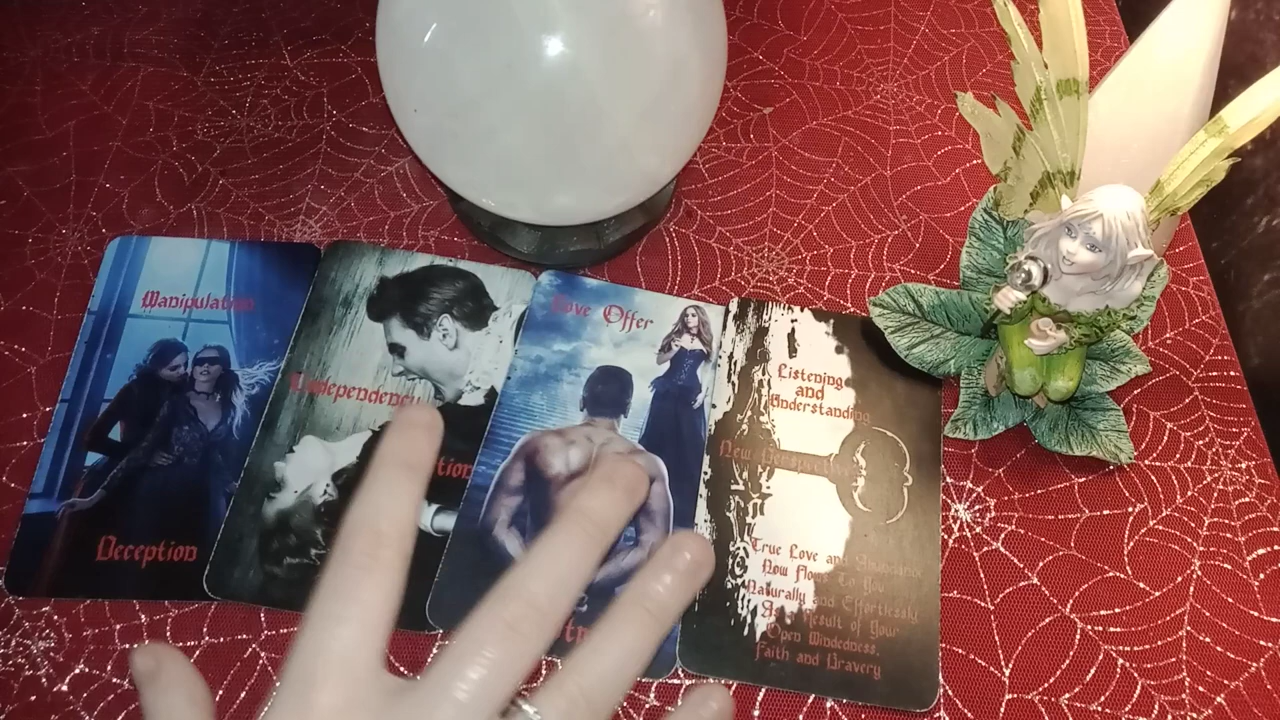 Manipulation
Deception
Independency
Love Offer
Listening
and
Understanding
New Perspective
True Love and Abundance
Now Flows To You
Naturally and Effortlessly
As a Result of Your
Open Mindedness,
Faith and Bravery